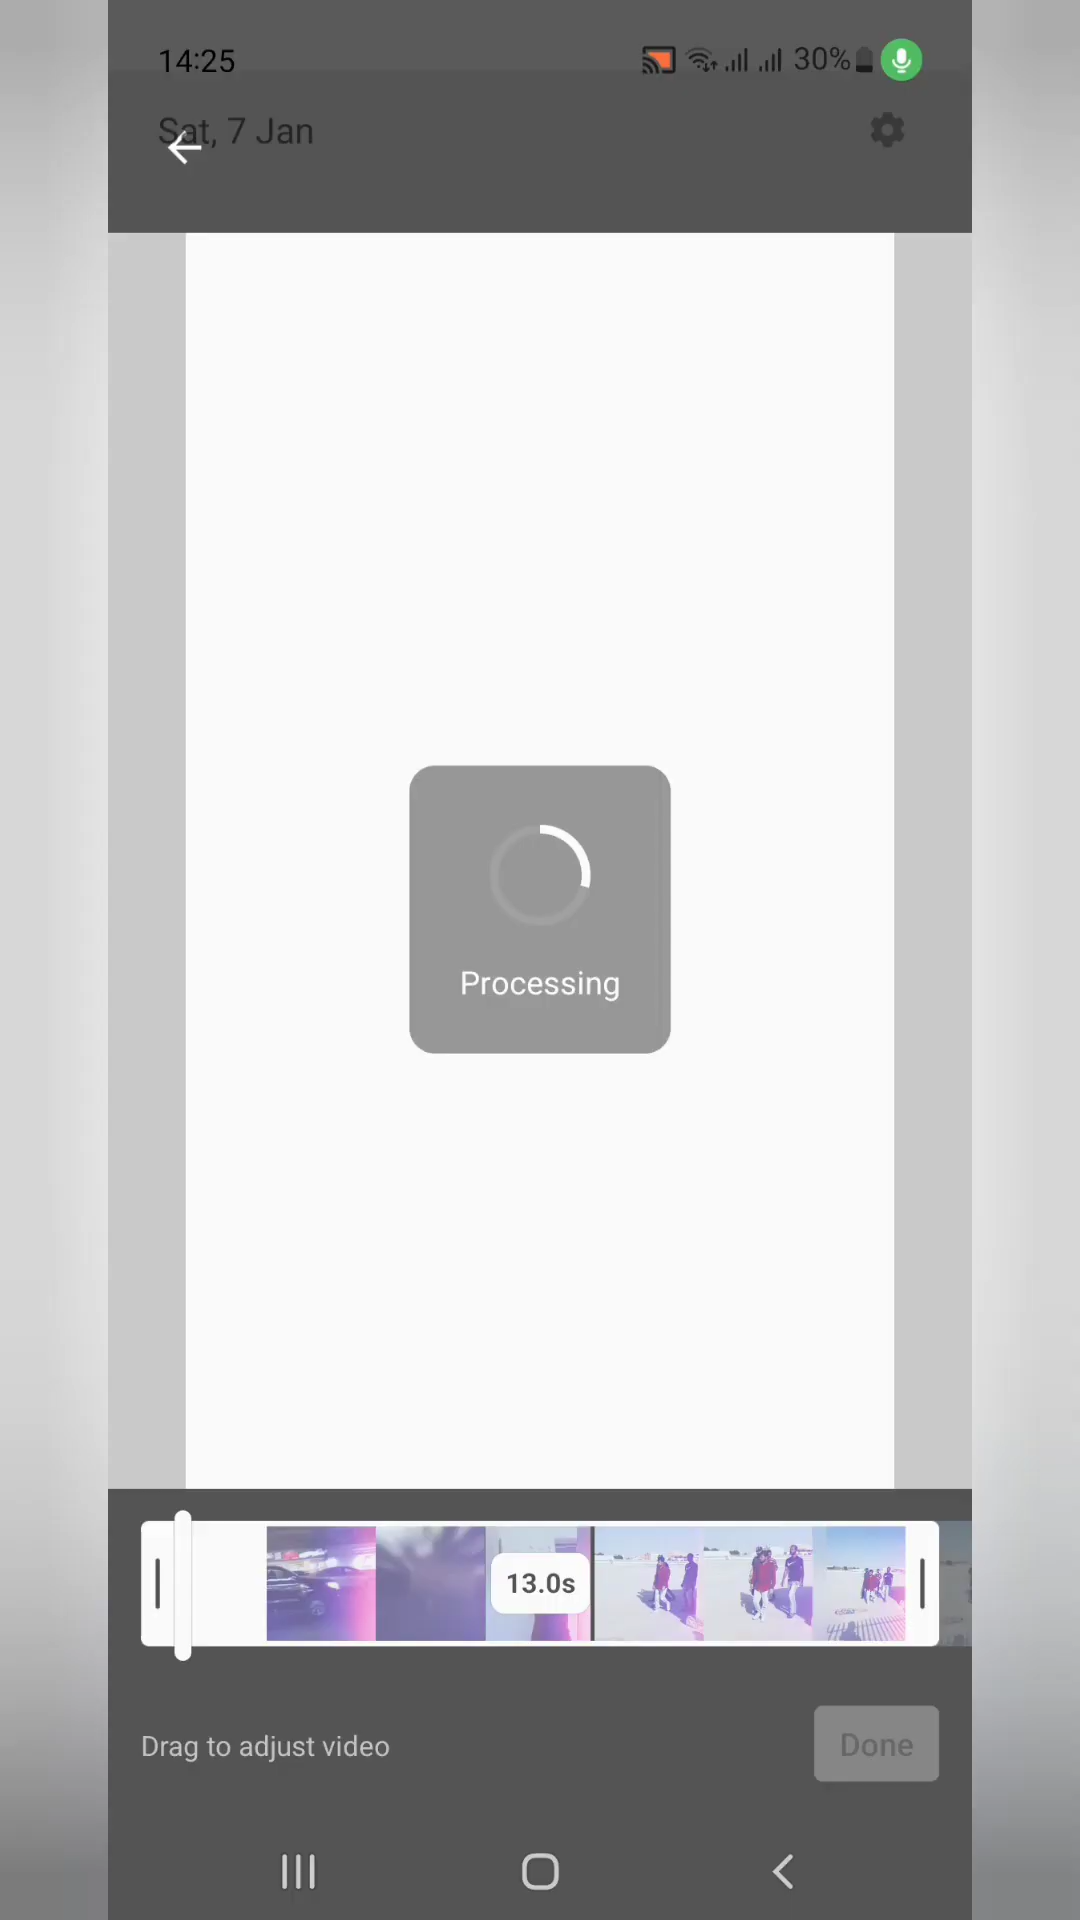 14:25
30%
Sat, 7 Jan
Processing
13.0s
Drag to adjust video
Done